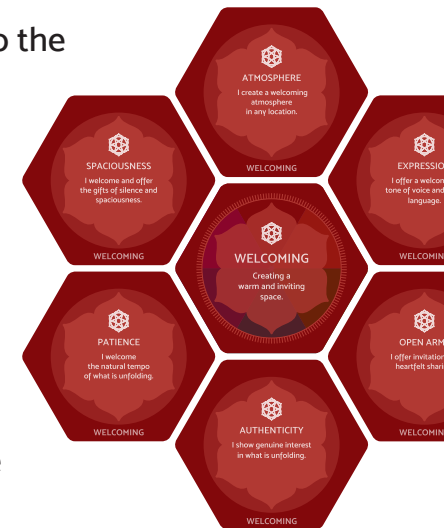 o the
ATMOSPHERE
I create a welcoming
atmosphere
in any location.
WELCOMING
SPACIOUSNESS
I welcome and offer
the gifts of silence and
spaciousness.
WELCOMING
EXPRESSIO
I offer a welcom
tone of voice and
language.
WELCOMIN
WELCOMING
Creating a
warm and inviting
space.
PATIENCE
I welcome
the natural tempo
of what is unfolding.
WELCOMING
OPEN ARM
I offer invitation
heartfelt shari
WELCOMIN
AUTHENTICITY
I show genuine interest
in what is unfolding.
WELCOMING